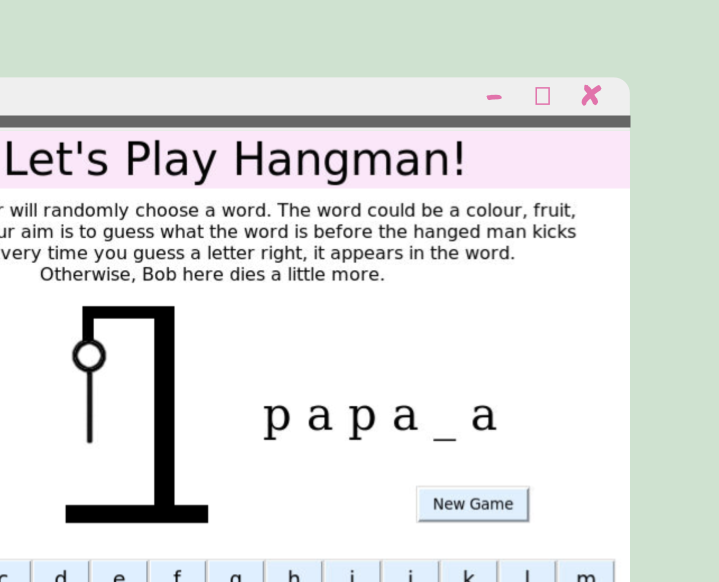 Let's Play Hangman!
will randomly choose a word. The word could be a colour, fruit,
aim is to guess what the word is before the hanged man kicks
very time you guess a letter right, it appears in the word.
Otherwise, Bob here dies a little more.
p a p a _ a
New Game
c d e f g h i j k l m